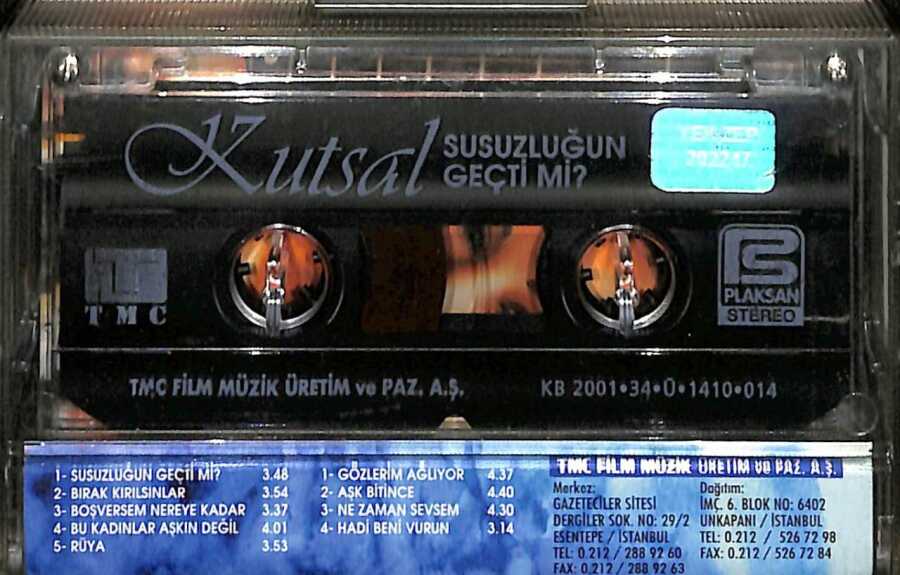 Kutsal
SUSUZLUĞUN
GEÇTİ Mİ?
202247
TMC
PLAKSAN
STEREO
TMC FİLM MÜZİK ÜRETİM ve PAZ. A.Ş.
KB 2001•34•Ü•1410•014
1- SUSUZLUĞUN GEÇTİ Mİ? 3.48
2- BIRAK KIRILSINLAR 3.54
3- BOŞVERSEM NEREYE KADAR 3.37
4- BU KADINLAR AŞKIN DEĞİL 4.01
5- RÜYA 3.53
1- GÖZLERİM AĞLIYOR 4.37
2- AŞK BİTİNCE 4.40
3- NE ZAMAN SEVSEM 4.30
4- HADİ BENİ VURUN 3.14
TMC FİLM MÜZİK ÜRETİM ve PAZ. A.Ş.
Merkez:
GAZETECİLER SİTESİ
DERGİLER SOK. NO: 29/2
ESENTEPE / İSTANBUL
TEL: 0.212 / 288 92 60
FAX: 0.212 / 288 92 63
Dağıtım:
İMÇ. 6. BLOK NO: 6402
UNKAPANI / İSTANBUL
TEL: 0.212 / 526 72 98
FAX: 0.212 / 526 72 84